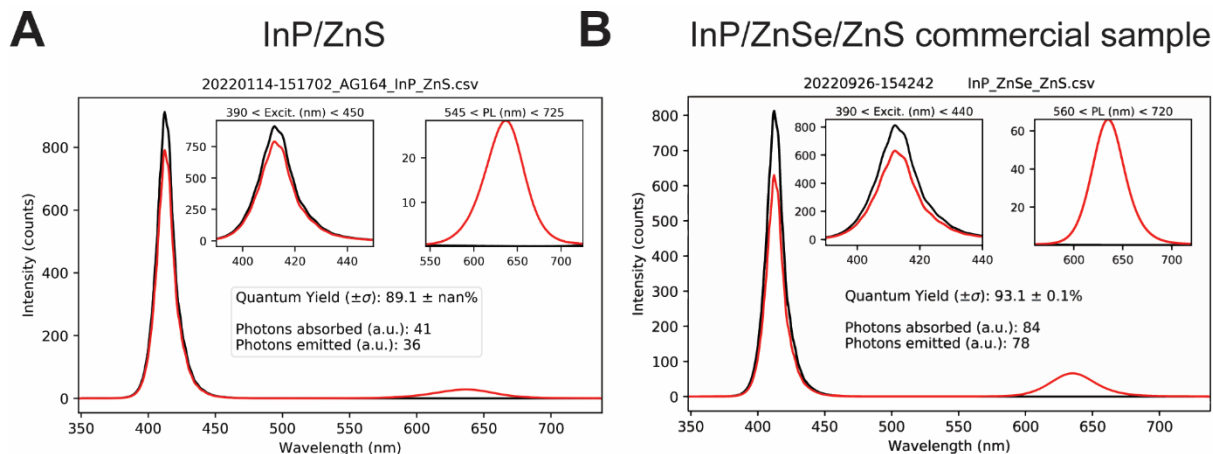 A
InP/ZnS
20220114-151702_AG164_InP_ZnS.csv
390 < Excit. (nm) < 450
545 < PL (nm) < 725
Intensity (counts)
800
600
400
200
0
750
500
250
0
400
420
440
20
10
550
600
650
700
Quantum Yield (±σ): 89.1 ± nan%
Photons absorbed (a.u.): 41
Photons emitted (a.u.): 36
350
400
450
500
550
600
650
700
Wavelength (nm)
B
InP/ZnSe/ZnS commercial sample
20220926-154242 InP_ZnSe_ZnS.csv
390 < Excit. (nm) < 440
560 < PL (nm) < 720
Intensity (counts)
800
700
600
500
400
300
200
100
0
800
600
400
200
0
400
420
440
60
40
20
600
650
700
Quantum Yield (±σ): 93.1 ± 0.1%
Photons absorbed (a.u.): 84
Photons emitted (a.u.): 78
350
400
450
500
550
600
650
700
Wavelength (nm)